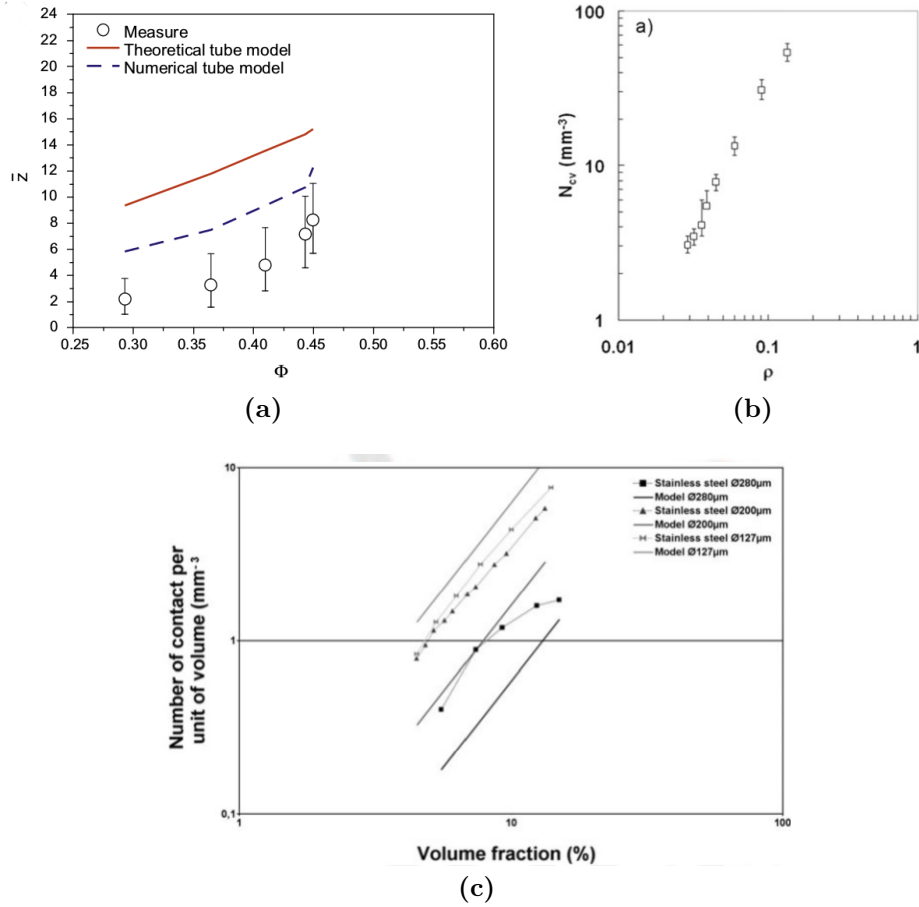 24
22
20
18
16
14
12
10
8
6
4
2
0
z̄
Measure
Theoretical tube model
Numerical tube model
0.25 0.30 0.35 0.40 0.45 0.50 0.55 0.60
Φ
(a)
a)
100
10
1
N_cv (mm⁻³)
0.01 0.1 1
ρ
(b)
10
1
0,1
Number of contact per
unit of volume (mm⁻³
Stainless steel Ø280µm
Model Ø280µm
Stainless steel Ø200µm
Model Ø200µm
Stainless steel Ø127µm
Model Ø127µm
1 10 100
Volume fraction (%)
(c)